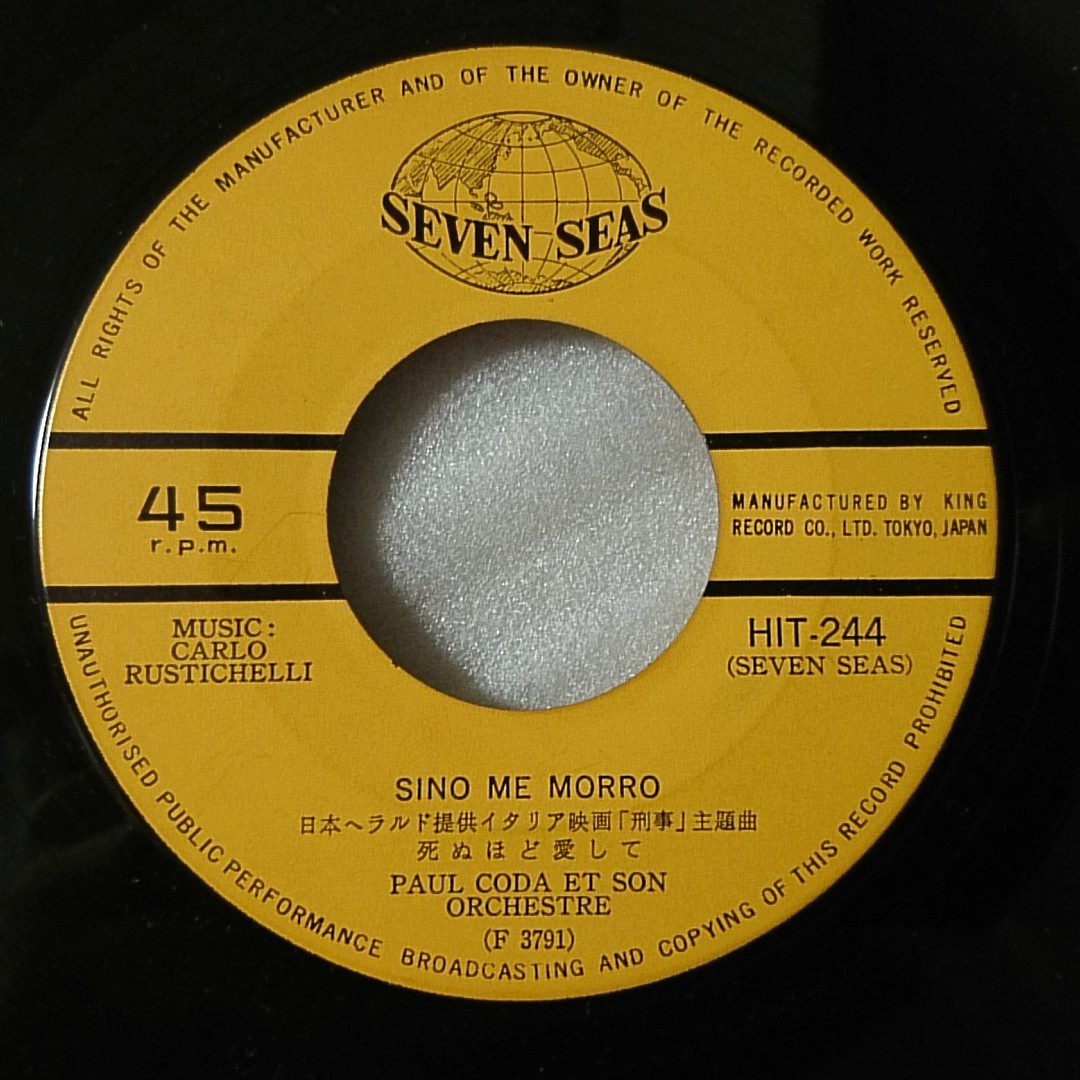 ALL RIGHTS OF THE MANUFACTURER AND OF THE OWNER OF THE RECORDED WORK RESERVED
SEVEN SEAS
45
r.p.m.
MANUFACTURED BY KING
RECORD CO., LTD. TOKYO, JAPAN
MUSIC:
CARLO
RUSTICHELLI
HIT-244
(SEVEN SEAS)
SINO ME MORRO
日本ヘラルド提供イタリア映画「刑事」主題曲
死ぬほど愛して
PAUL CODA ET SON
ORCHESTRE
(F 3791)
UNAUTHORISED PUBLIC PERFORMANCE BROADCASTING AND COPYING OF THIS RECORD PROHIBITED